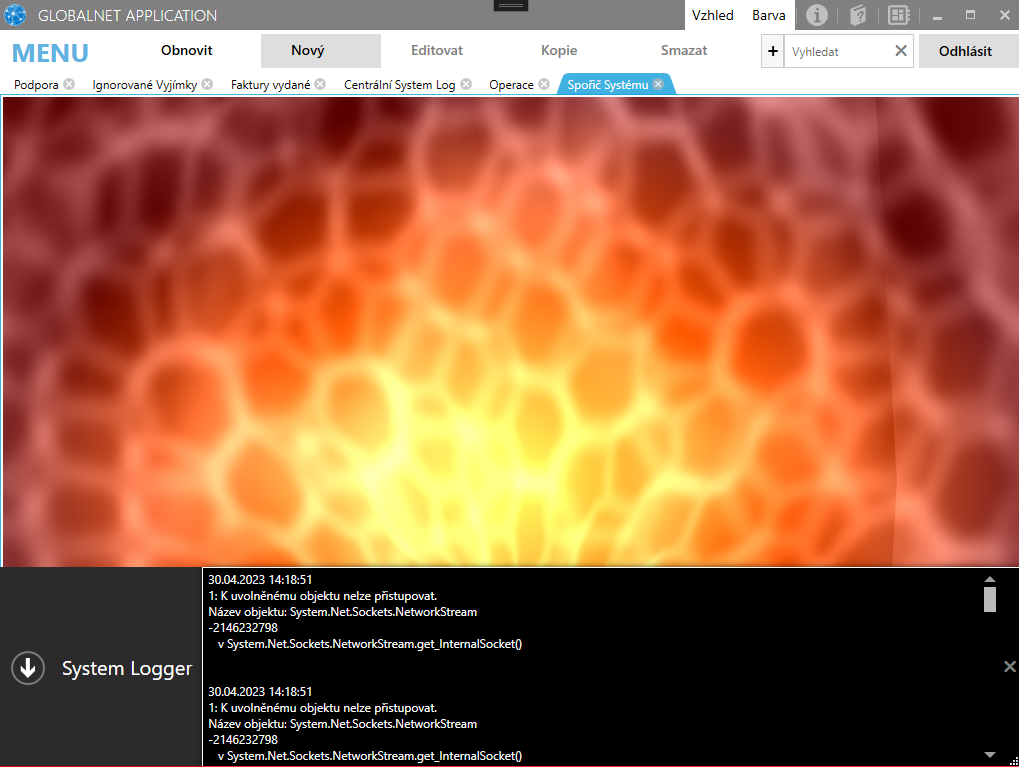 GLOBALNET APPLICATION
Vzhled Barva
MENU Obnovit Nový Editovat Kopie Smazat + Vyhledat Odhlásit
Podpora Ignorované Vyjímky Faktury vydané Centrální System Log Operace Spořič Systému
30.04.2023 14:18:51
1: K uvolněnému objektu nelze přistupovat.
Název objektu: System.Net.Sockets.NetworkStream
-2146232798
v System.Net.Sockets.NetworkStream.get_InternalSocket()
System Logger
30.04.2023 14:18:51
1: K uvolněnému objektu nelze přistupovat.
Název objektu: System.Net.Sockets.NetworkStream
-2146232798
v System.Net.Sockets.NetworkStream.get_InternalSocket()